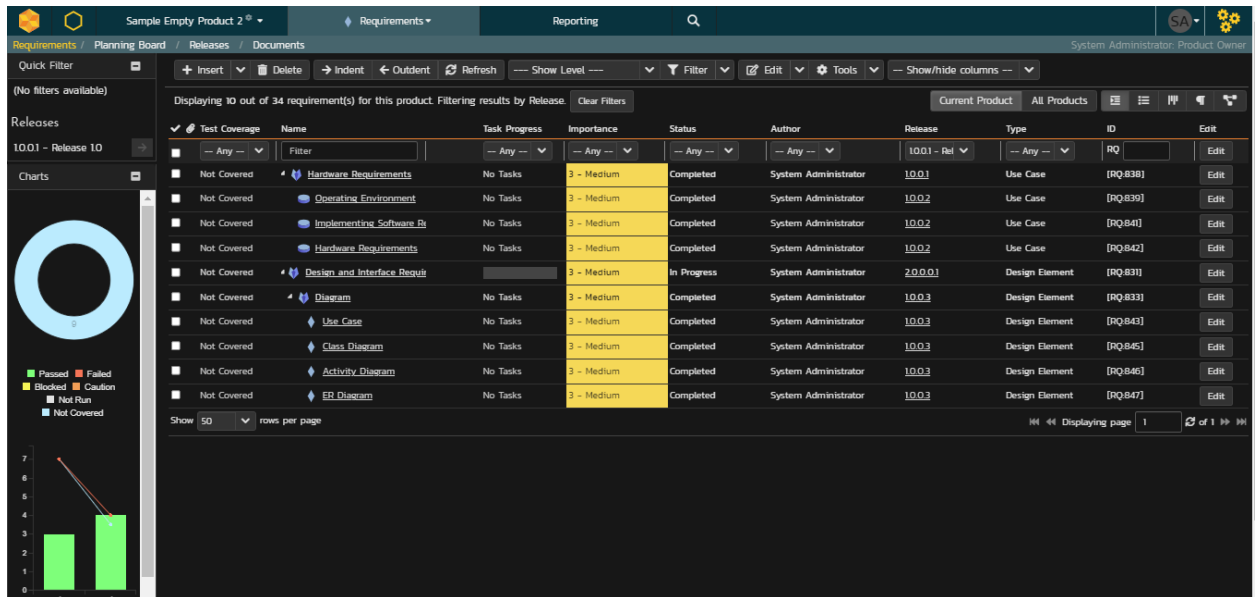 Sample Empty Product 2
Requirements
Reporting
SA
Requirements / Planning Board / Releases / Documents
System Administrator: Product Owner
Quick Filter
(No filters available)
Releases
1.0.0.1 - Release 1.0
Charts
Insert Delete Indent Outdent Refresh --- Show Level --- Filter Edit Tools -- Show/hide columns --
Displaying 10 out of 34 requirement(s) for this product. Filtering results by Release. Clear Filters
Current Product All Products
Test Coverage Name Task Progress Importance Status Author Release Type ID Edit
-- Any -- Filter -- Any -- -- Any -- -- Any -- -- Any -- 1.0.0.1 - Rel -- Any -- RQ Edit
Not Covered Hardware Requirements No Tasks 3 - Medium Completed System Administrator 1.0.0.1 Use Case [RQ:838] Edit
Not Covered Operating Environment No Tasks 3 - Medium Completed System Administrator 1.0.0.2 Use Case [RQ:839] Edit
Not Covered Implementing Software Re No Tasks 3 - Medium Completed System Administrator 1.0.0.2 Use Case [RQ:841] Edit
Not Covered Hardware Requirements No Tasks 3 - Medium Completed System Administrator 1.0.0.2 Use Case [RQ:842] Edit
Not Covered Design and Interface Requir 3 - Medium In Progress System Administrator 2.0.0.0.1 Design Element [RQ:831] Edit
Not Covered Diagram No Tasks 3 - Medium Completed System Administrator 1.0.0.3 Design Element [RQ:833] Edit
Not Covered Use Case No Tasks 3 - Medium Completed System Administrator 1.0.0.3 Design Element [RQ:843] Edit
Not Covered Class Diagram No Tasks 3 - Medium Completed System Administrator 1.0.0.3 Design Element [RQ:845] Edit
Not Covered Activity Diagram No Tasks 3 - Medium Completed System Administrator 1.0.0.3 Design Element [RQ:846] Edit
Not Covered ER Diagram No Tasks 3 - Medium Completed System Administrator 1.0.0.3 Design Element [RQ:847] Edit
Show 50 rows per page
Displaying page 1 of 1
Passed Failed
Blocked Caution
Not Run
Not Covered
7
6
5
4
3
2
1
0